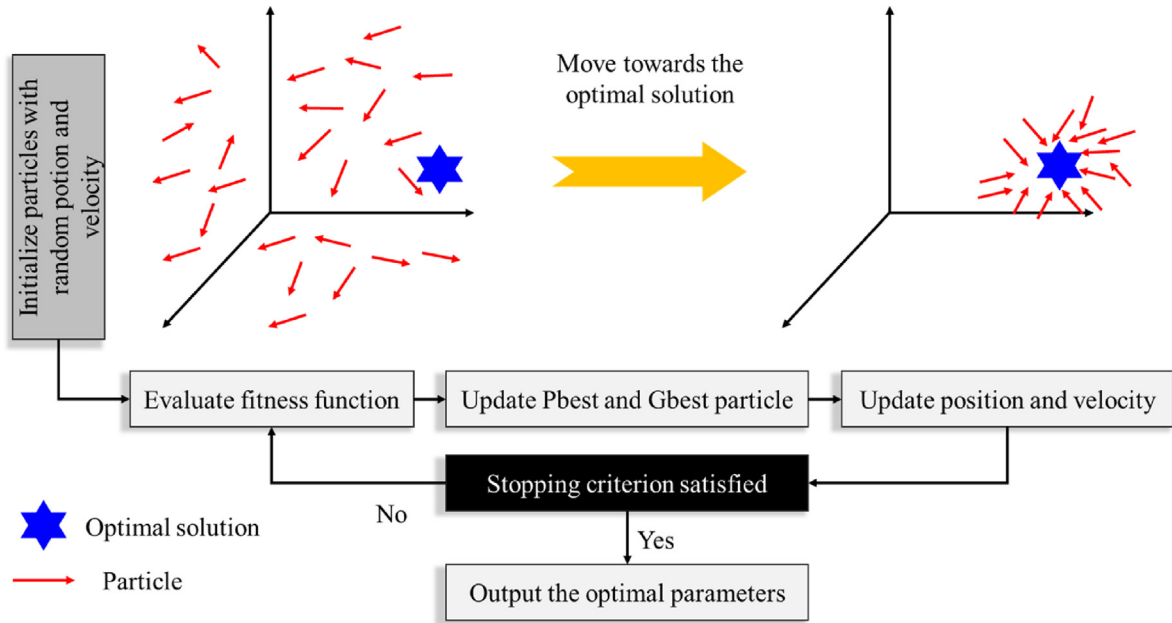 Initialize particles with
random potion and
velocity
Move towards the
optimal solution
Evaluate fitness function
Update Pbest and Gbest particle
Update position and velocity
Stopping criterion satisfied
No
Yes
Optimal solution
Particle
Output the optimal parameters